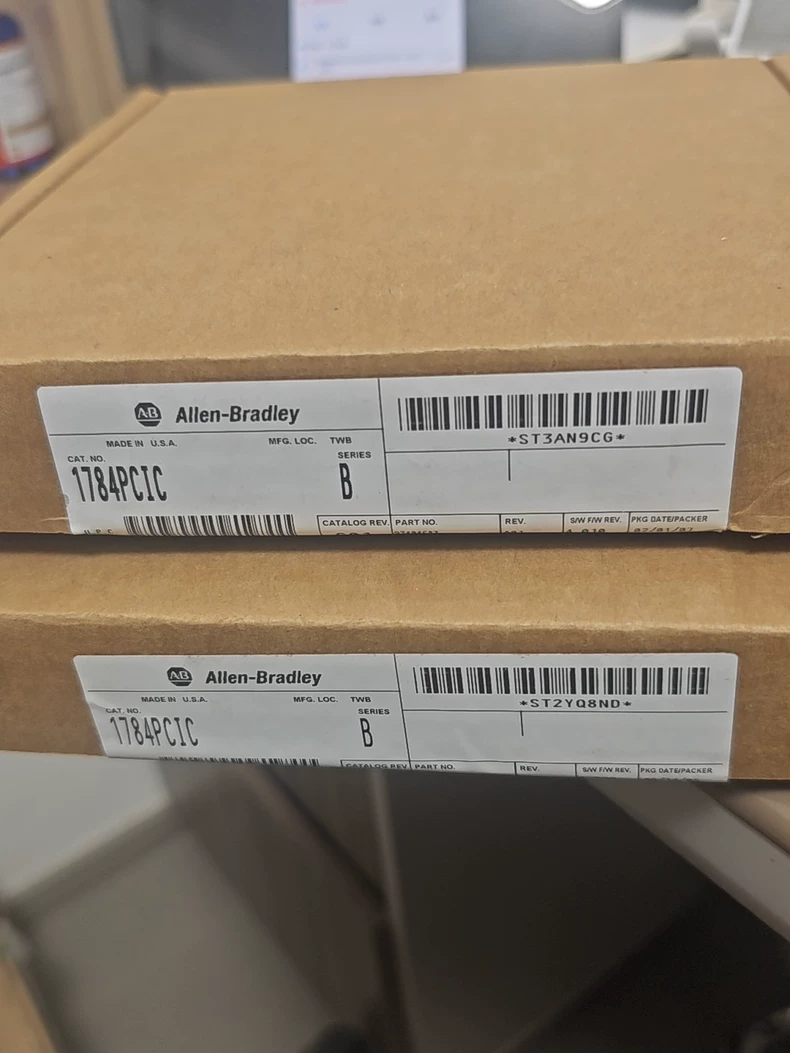 AB Allen-Bradley
MADE IN U.S.A. MFG. LOC. TWB
CAT. NO. SERIES
1784PCIC B
*ST3AN9CG*
CATALOG REV. PART NO. REV. S/W F/W REV. PKG DATE/PACKER
AB Allen-Bradley
MADE IN U.S.A. MFG. LOC. TWB
CAT. NO. SERIES
1784PCIC B
*ST2YQ8ND*
CATALOG REV. PART NO. REV. S/W F/W REV. PKG DATE/PACKER